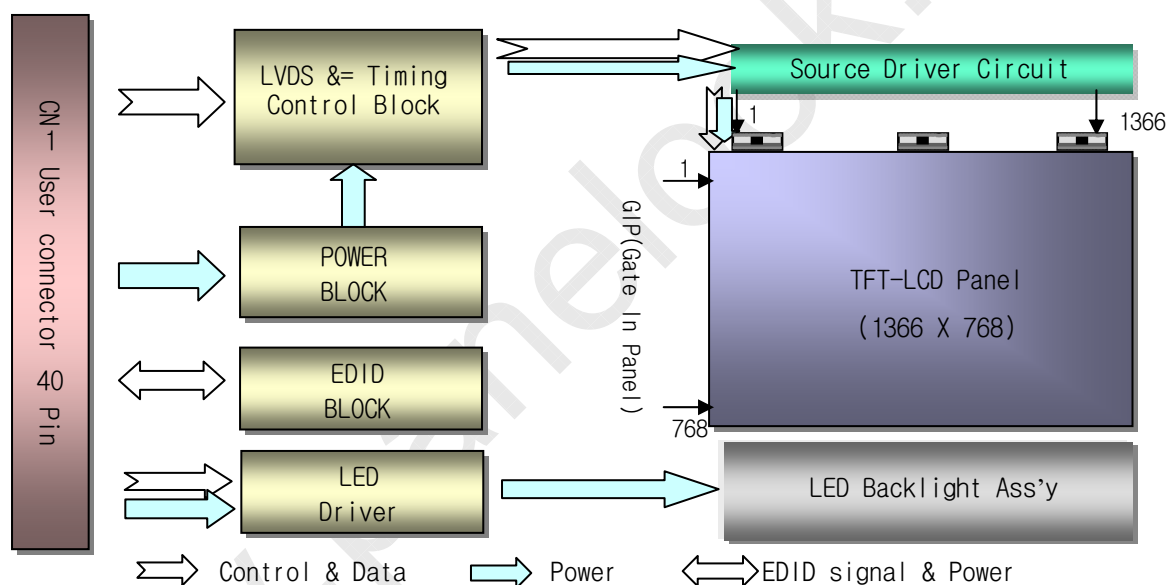 CN-1 User connector 40 Pin
LVDS &= Timing
Control Block
POWER
BLOCK
EDID
BLOCK
LED
Driver
Source Driver Circuit
1
1366
1
768
GIP(Gate In Panel)
TFT-LCD Panel
(1366 X 768)
LED Backlight Ass’y
Control & Data
Power
EDID signal & Power